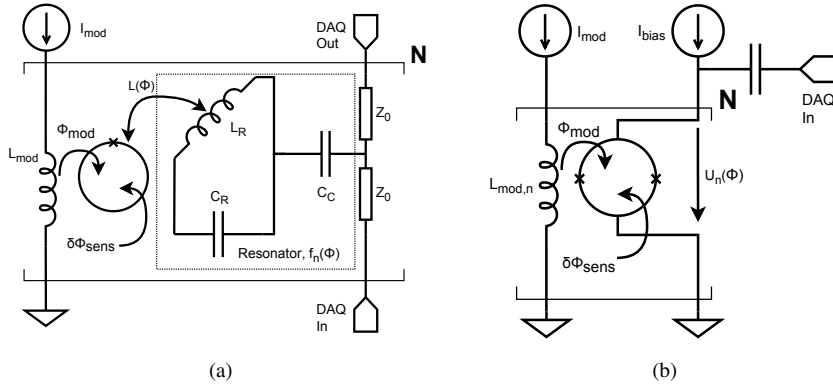 I_mod
DAQ
Out
N
L(Φ)
Φ_mod
L_R
Z_0
L_mod
C_R
C_C
Z_0
δΦ_sens
Resonator, f_n(Φ)
DAQ
In
(a)
I_mod
I_bias
N
DAQ
In
Φ_mod
L_mod,n
U_n(Φ)
δΦ_sens
(b)